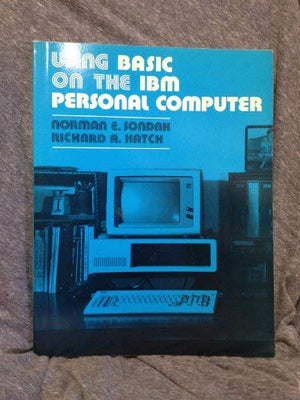 USING BASIC
ON THE IBM
PERSONAL COMPUTER
NORMAN E. SONDAK
RICHARD A. HATCH